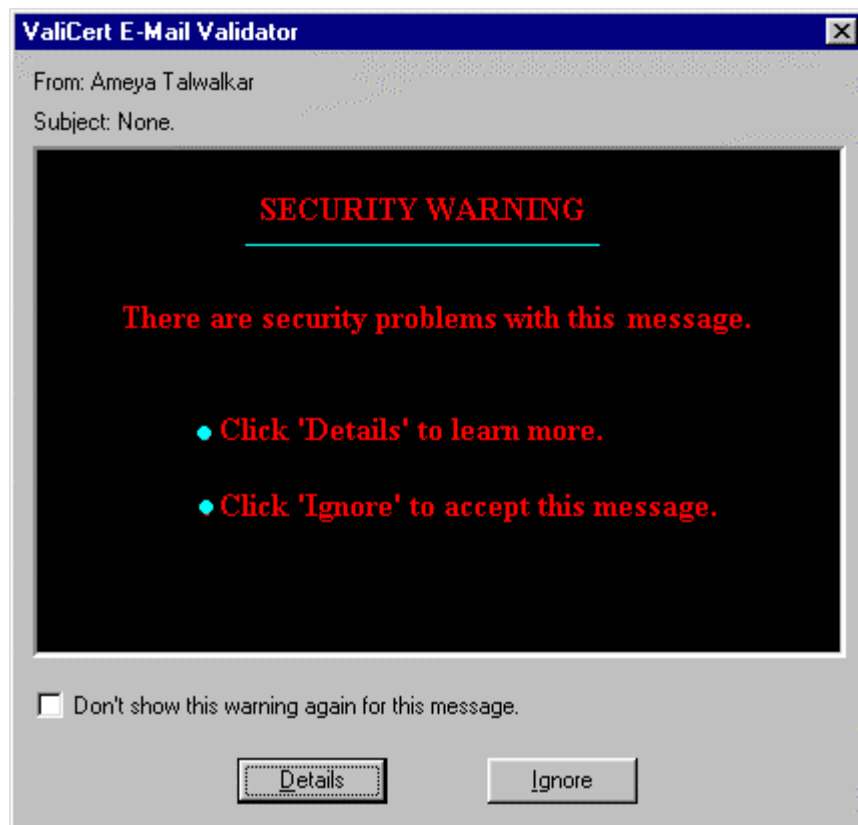 ValiCert E-Mail Validator
From: Ameya Talwalkar
Subject: None.
SECURITY WARNING
There are security problems with this message.
Click 'Details' to learn more.
Click 'Ignore' to accept this message.
Don't show this warning again for this message.
Details
Ignore